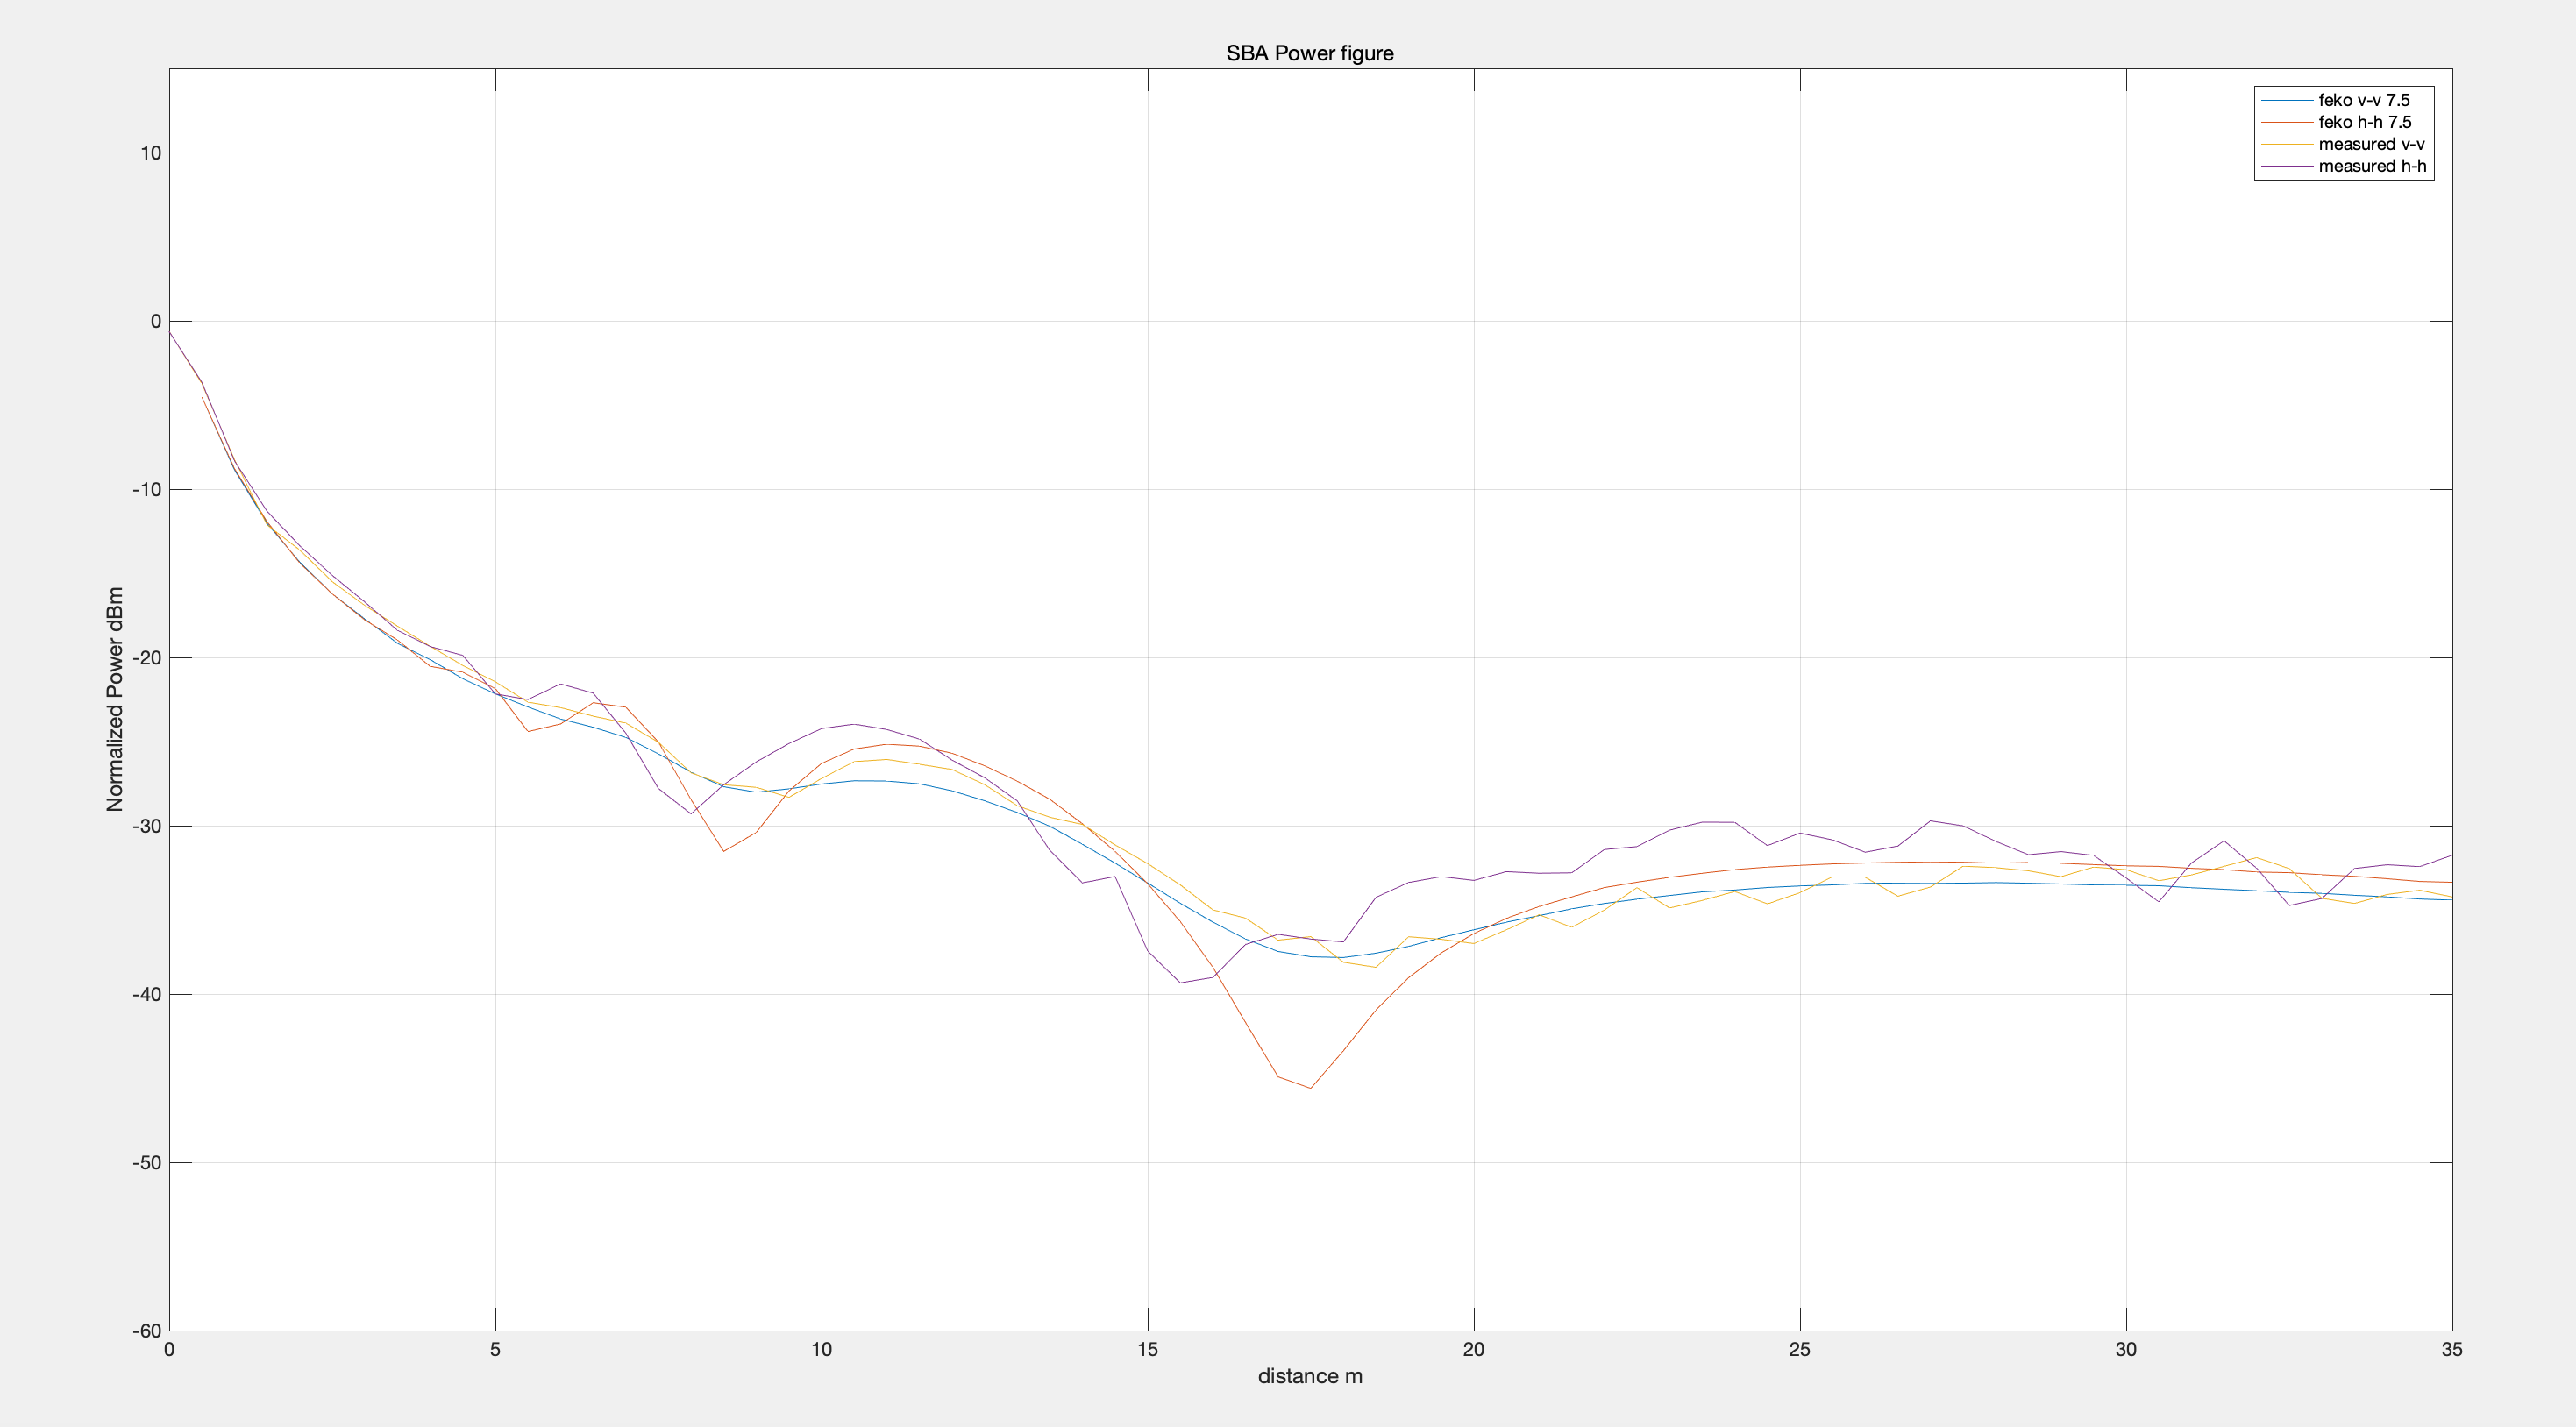 SBA Power figure
feko v-v 7.5
feko h-h 7.5
measured v-v
measured h-h
10
0
-10
-20
-30
-40
-50
-60
Normalized Power dBm
0 5 10 15 20 25 30 35
distance m